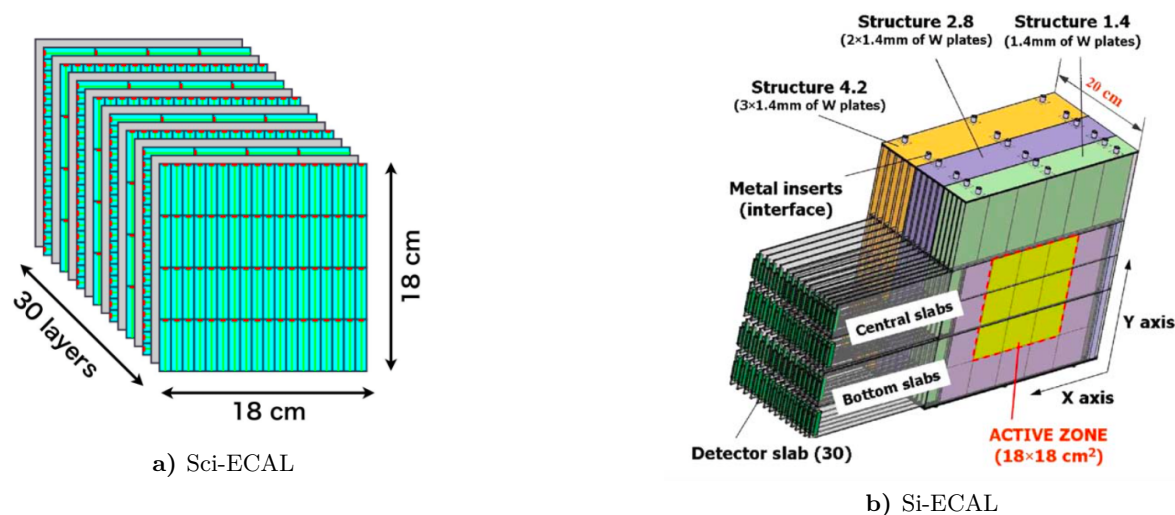 30 layers
18 cm
18 cm
a) Sci-ECAL
Structure 2.8
(2×1.4mm of W plates)
Structure 1.4
(1.4mm of W plates)
Structure 4.2
(3×1.4mm of W plates)
20 cm
Metal inserts
(interface)
Central slabs
Y axis
Bottom slabs
X axis
Detector slab (30)
ACTIVE ZONE
(18×18 cm²)
b) Si-ECAL